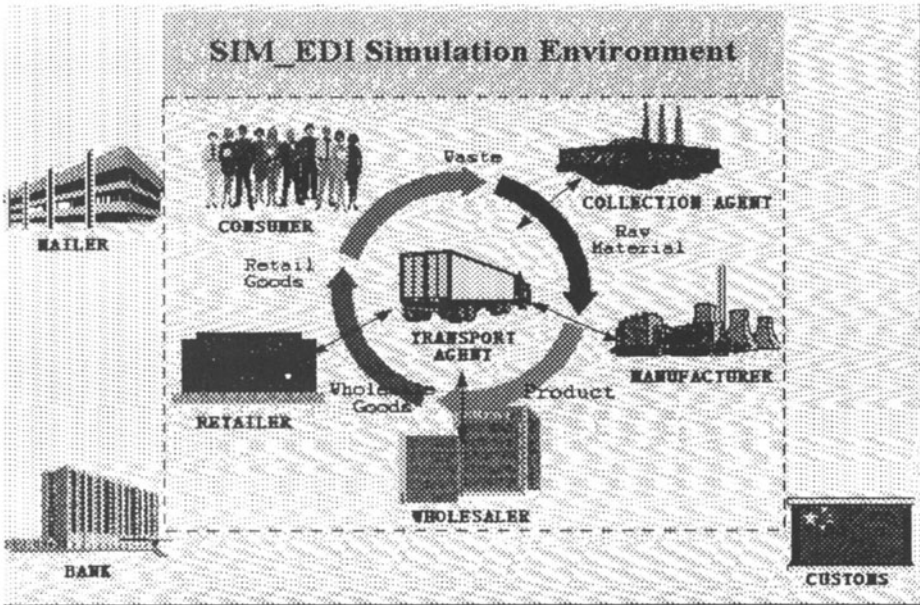 SIM_EDI Simulation Environment
Waste
CONSUMER
COLLECTION AGENT
MAILER
Raw
Material
Retail
Goods
TRANSPORT
AGENT
MANUFACTURER
Wholesale
Goods
Product
RETAILER
WHOLESALER
BANK
CUSTOMS